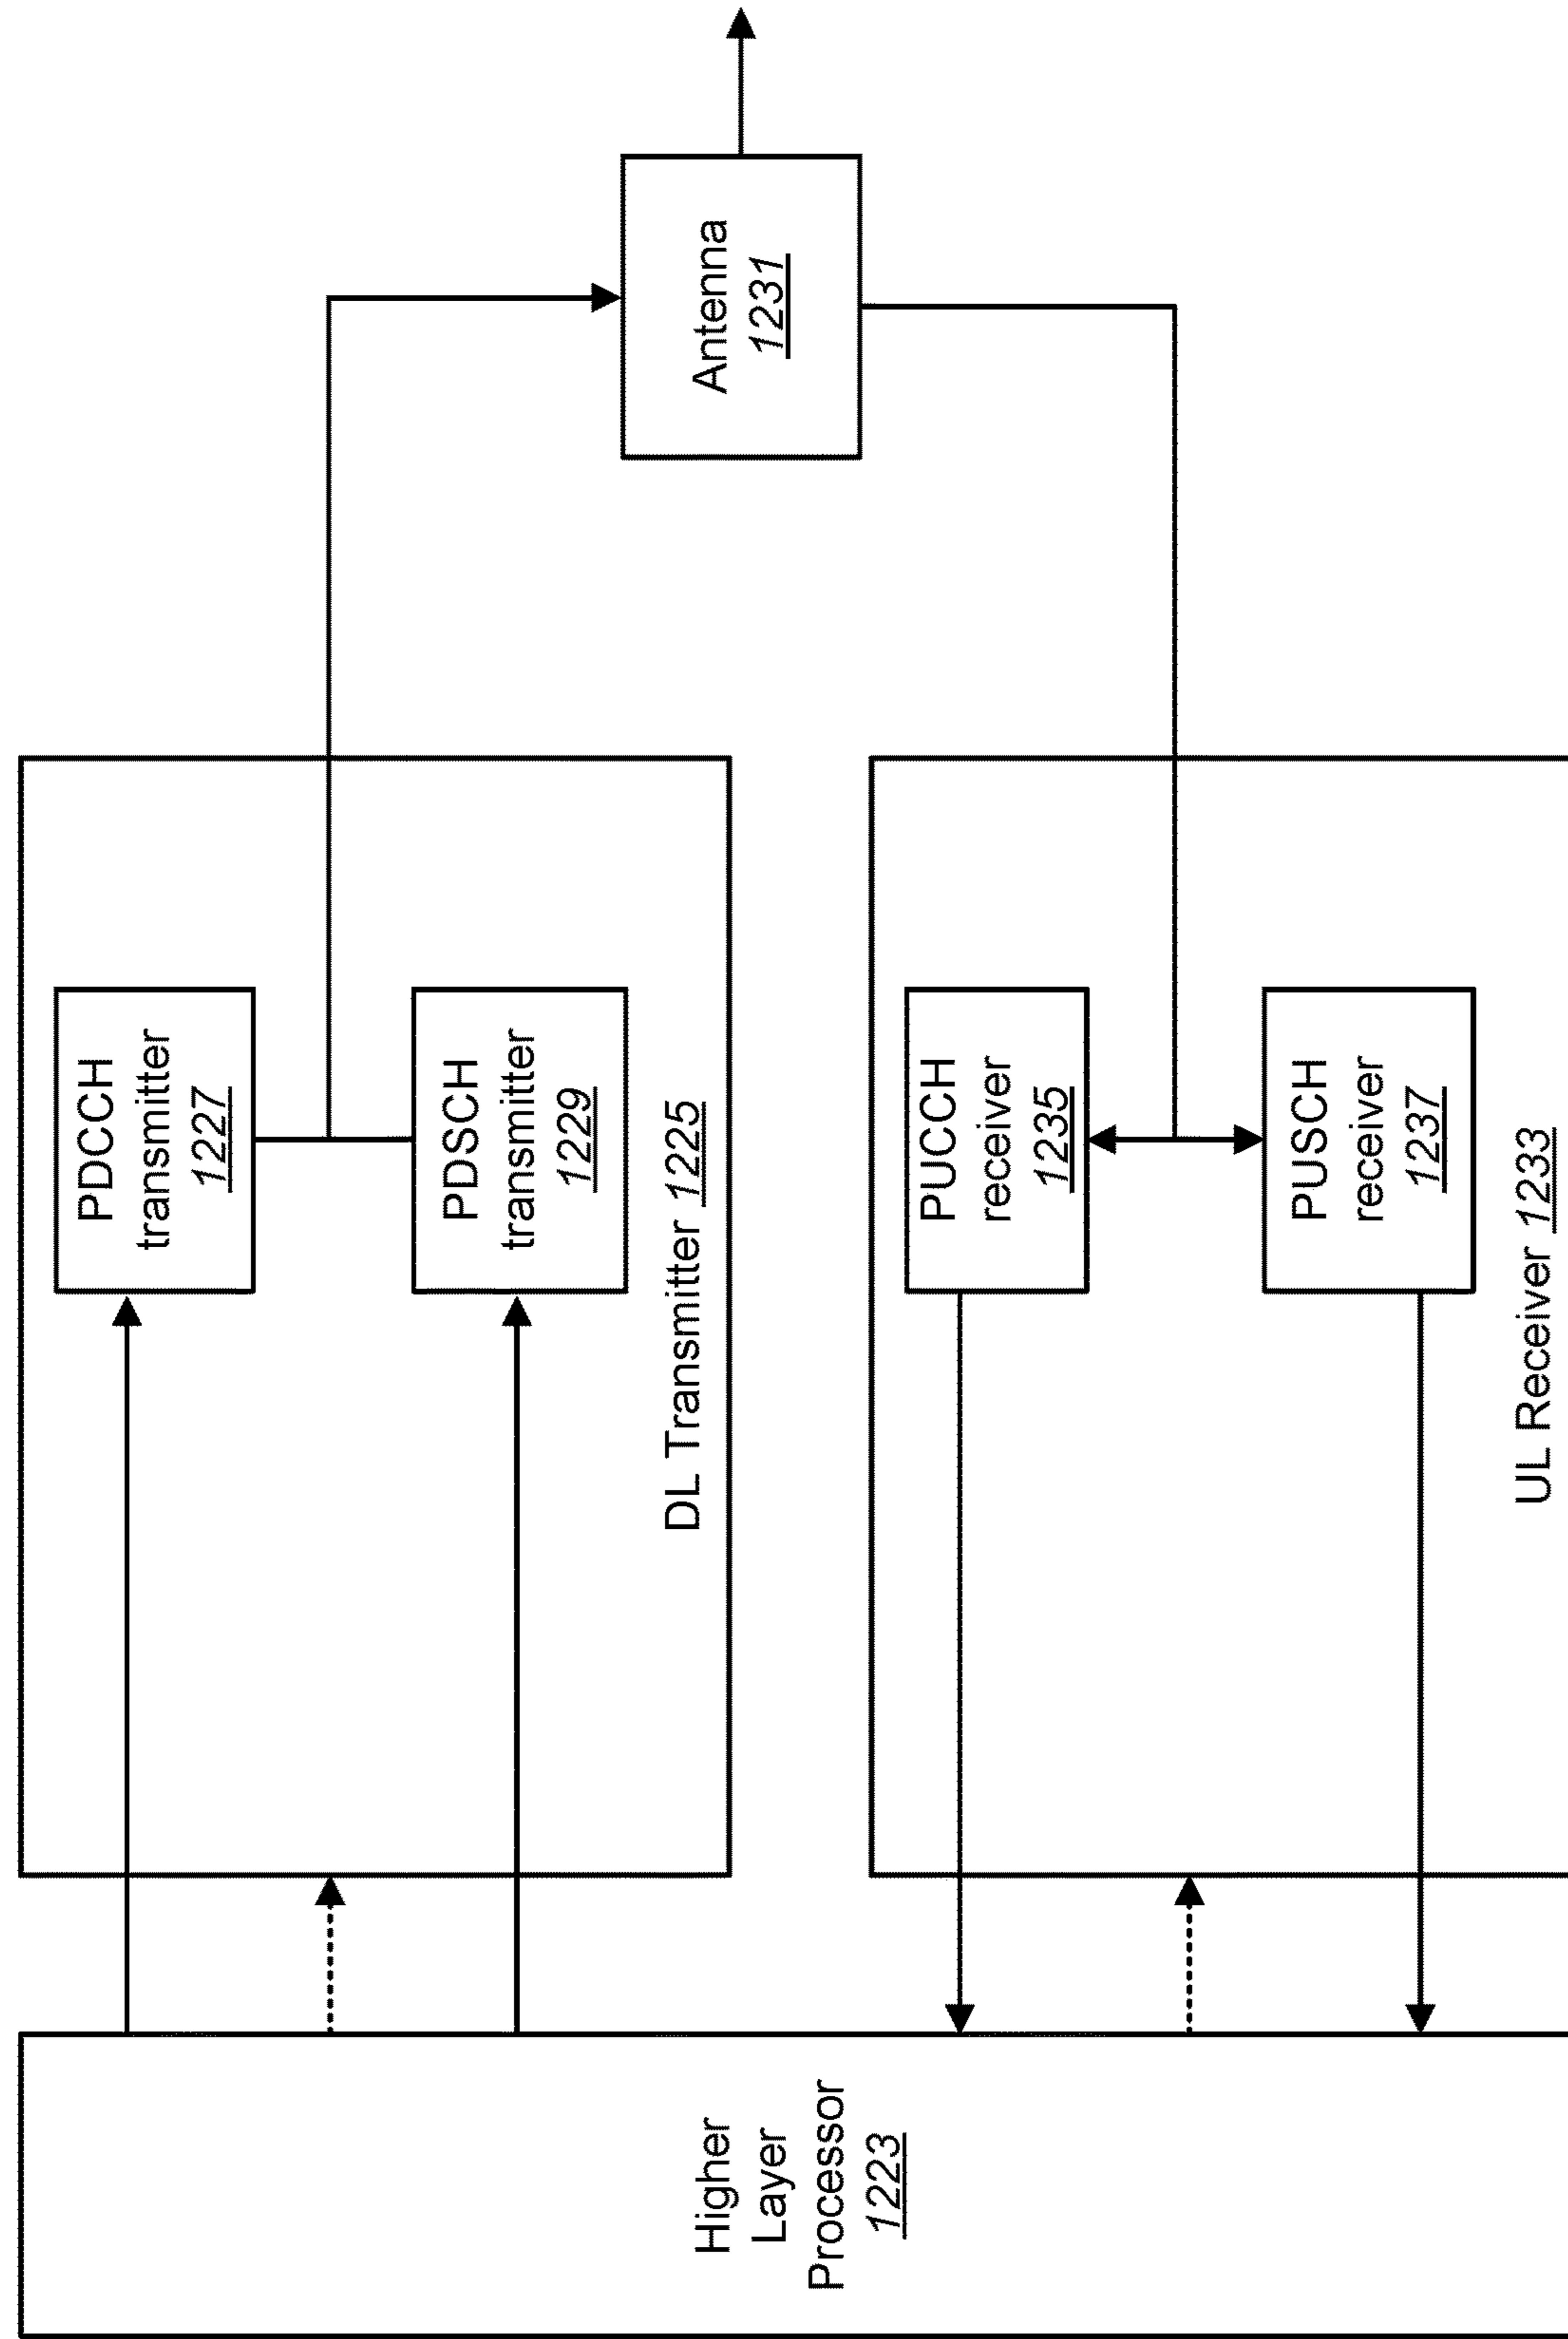 Higher
Layer
Processor
1223
PDCCH
transmitter
1227
PDSCH
transmitter
1229
DL Transmitter 1225
PUCCH
receiver
1235
PUSCH
receiver
1237
UL Receiver 1233
Antenna
1231